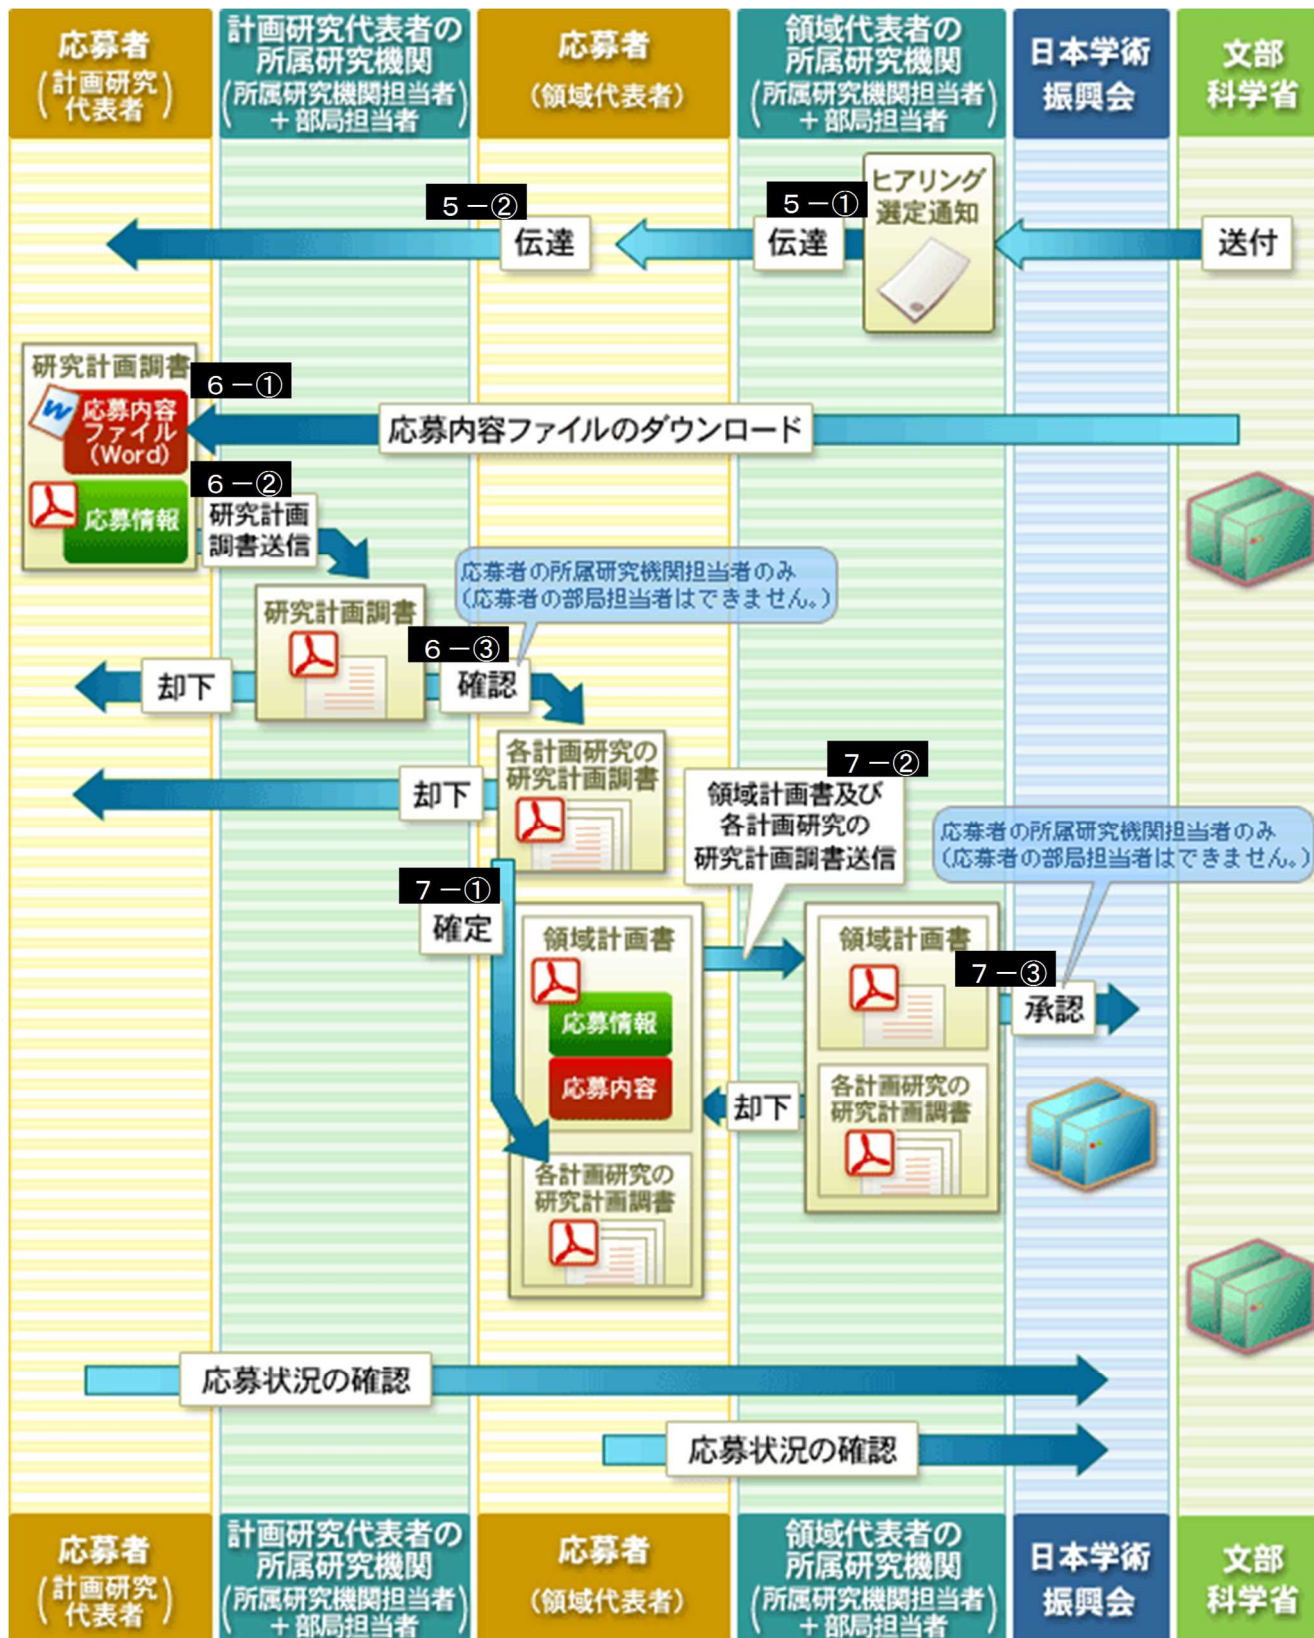 応募者
(計画研究
代表者)
計画研究代表者の
所属研究機関
(所属研究機関担当者
+部局担当者)
応募者
(領域代表者)
領域代表者の
所属研究機関
(所属研究機関担当者
+部局担当者)
日本学術
振興会
文部
科学省
5-②
伝達
5-①
伝達
ヒアリング
選定通知
送付
研究計画調書
6-①
W
応募内容
ファイル
(Word)
応募内容ファイルのダウンロード
6-②
応募情報
研究計画
調書送信
応募者の所属研究機関担当者のみ
(応募者の部局担当者はできません。)
研究計画調書
6-③
却下
確認
各計画研究の
研究計画調書
却下
7-②
領域計画書及び
各計画研究の
研究計画調書送信
応募者の所属研究機関担当者のみ
(応募者の部局担当者はできません。)
7-①
確定
領域計画書
応募情報
応募内容
各計画研究の
研究計画調書
領域計画書
7-③
承認
却下
各計画研究の
研究計画調書
応募状況の確認
応募状況の確認
応募者
(計画研究
代表者)
計画研究代表者の
所属研究機関
(所属研究機関担当者
+部局担当者)
応募者
(領域代表者)
領域代表者の
所属研究機関
(所属研究機関担当者
+部局担当者)
日本学術
振興会
文部
科学省